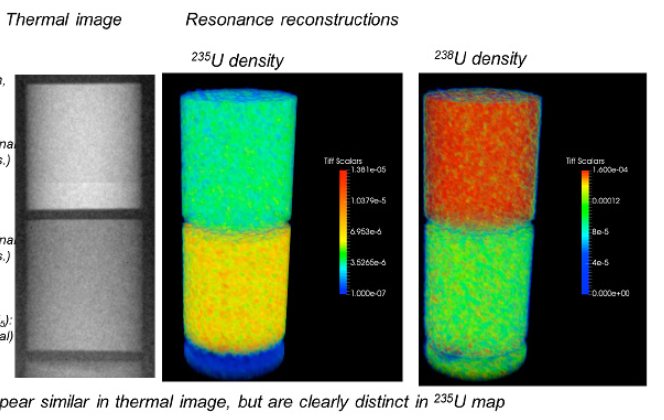 Thermal image
Resonance reconstructions
²³⁵U density
²³⁸U density
s.)
s.)
al)
Tiff Scalars
1.381e-05
1.0379e-5
6.953e-6
3.5265e-6
1.000e-07
Tiff Scalars
1.600e-04
0.00012
8e-5
4e-5
0.000e+00
pear similar in thermal image, but are clearly distinct in ²³⁵U map